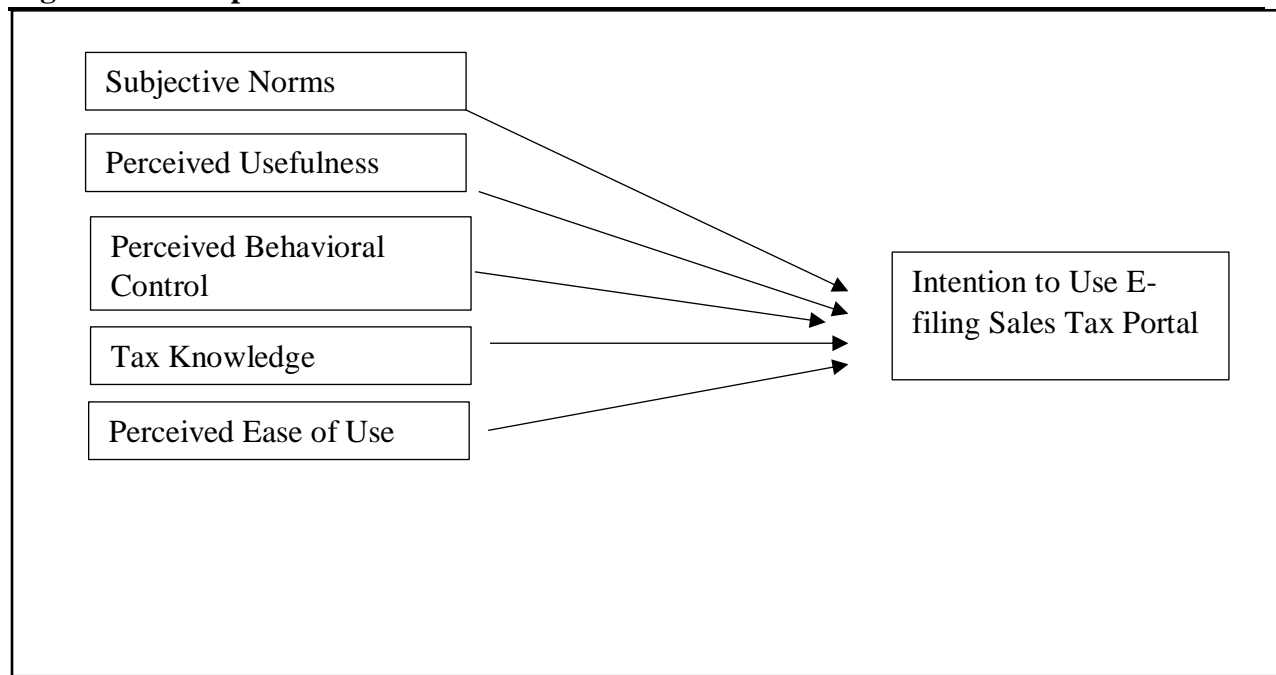 Subjective Norms
Perceived Usefulness
Perceived Behavioral
Control
Tax Knowledge
Perceived Ease of Use
Intention to Use E-
filing Sales Tax Portal